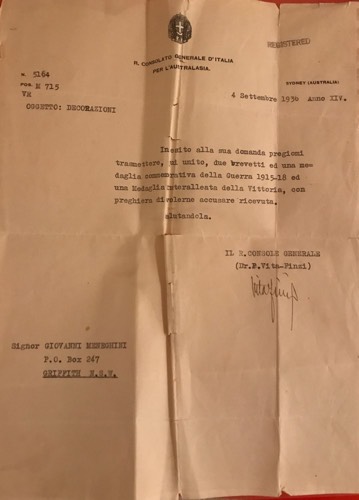 R. CONSOLATO GENERALE D'ITALIA
PER L'AUSTRALASIA.
REGISTERED
N. 5164
POS. M 715
VR
SYDNEY (AUSTRALIA)
4 Settembre 1936 Anno XIV.
OGGETTO: DECORAZIONI
In esito alla sua domanda pregiomi
trasmettere, qui unito, due brevetti ed una me-
daglia commemorativa della Guerra 1915-18 ed
una Medaglia Interalleata della Vittoria, con
preghiera di volerne accusare ricevuta.
Salutandola.
IL R. CONSOLE GENERALE
(Dr.P.Vita-Finzi)
Signor GIOVANNI MENEGHINI
P.O. Box 247
GRIFFITH N.S.W.